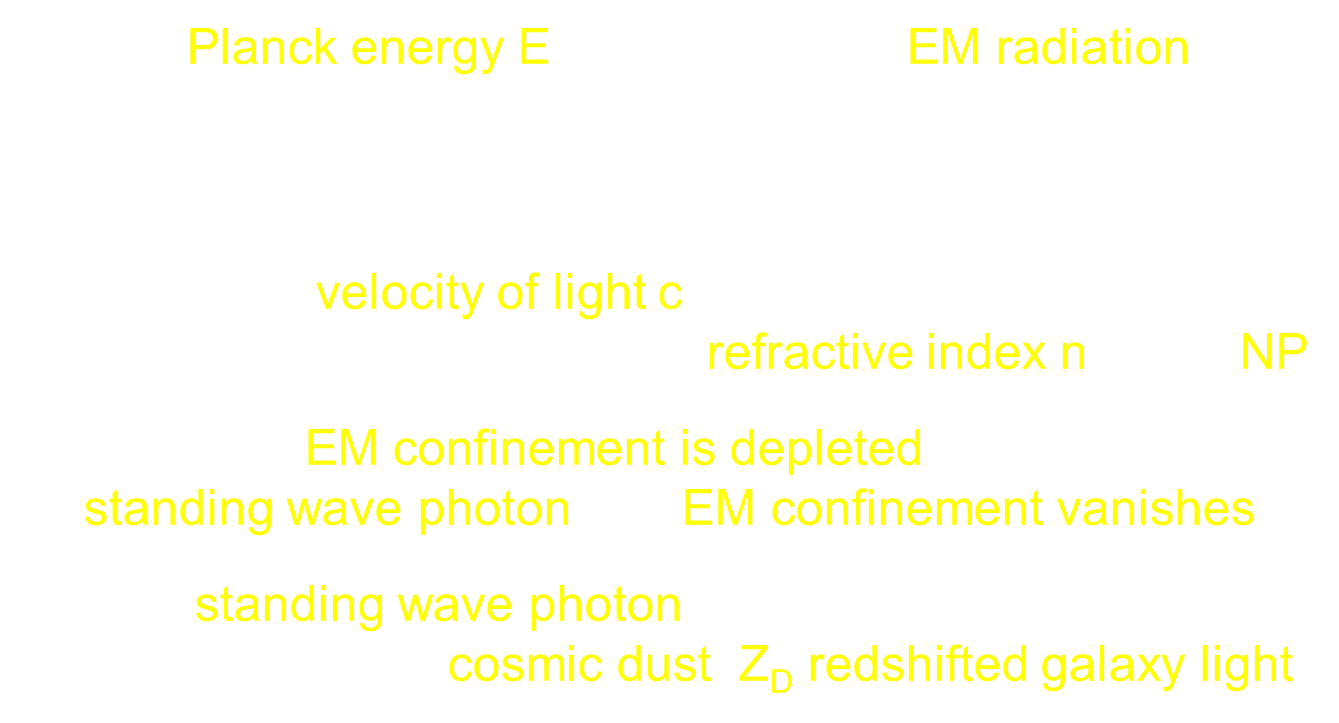 Planck energy E EM radiation
velocity of light c
refractive index n NP
EM confinement is depleted
standing wave photon EM confinement vanishes
standing wave photon
cosmic dust Z_D redshifted galaxy light